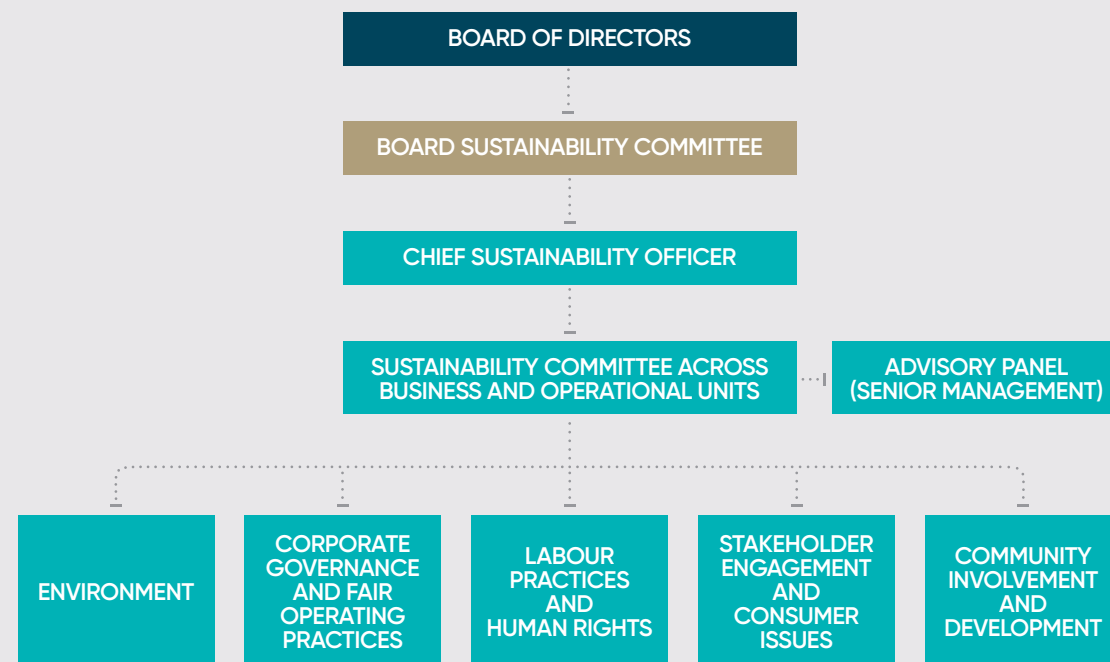 BOARD OF DIRECTORS
BOARD SUSTAINABILITY COMMITTEE
CHIEF SUSTAINABILITY OFFICER
SUSTAINABILITY COMMITTEE ACROSS
BUSINESS AND OPERATIONAL UNITS
ADVISORY PANEL
(SENIOR MANAGEMENT)
ENVIRONMENT
CORPORATE
GOVERNANCE
AND FAIR
OPERATING
PRACTICES
LABOUR
PRACTICES
AND
HUMAN RIGHTS
STAKEHOLDER
ENGAGEMENT
AND
CONSUMER
ISSUES
COMMUNITY
INVOLVEMENT
AND
DEVELOPMENT